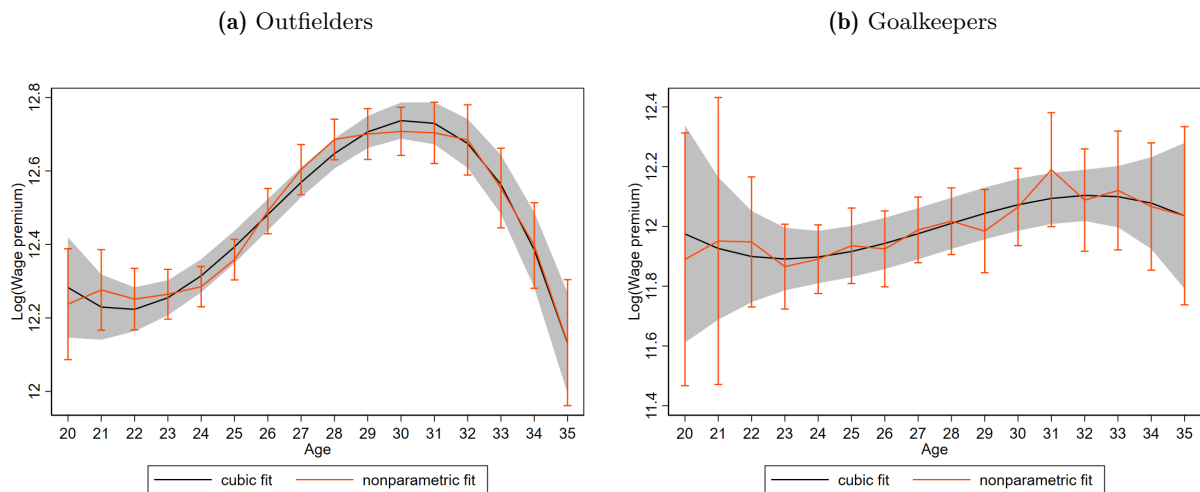 (a) Outfielders
Log(Wage premium)
12.8
12.6
12.4
12.2
12
20 21 22 23 24 25 26 27 28 29 30 31 32 33 34 35
Age
cubic fit nonparametric fit
(b) Goalkeepers
Log(Wage premium)
12.4
12.2
12
11.8
11.6
11.4
20 21 22 23 24 25 26 27 28 29 30 31 32 33 34 35
Age
cubic fit nonparametric fit